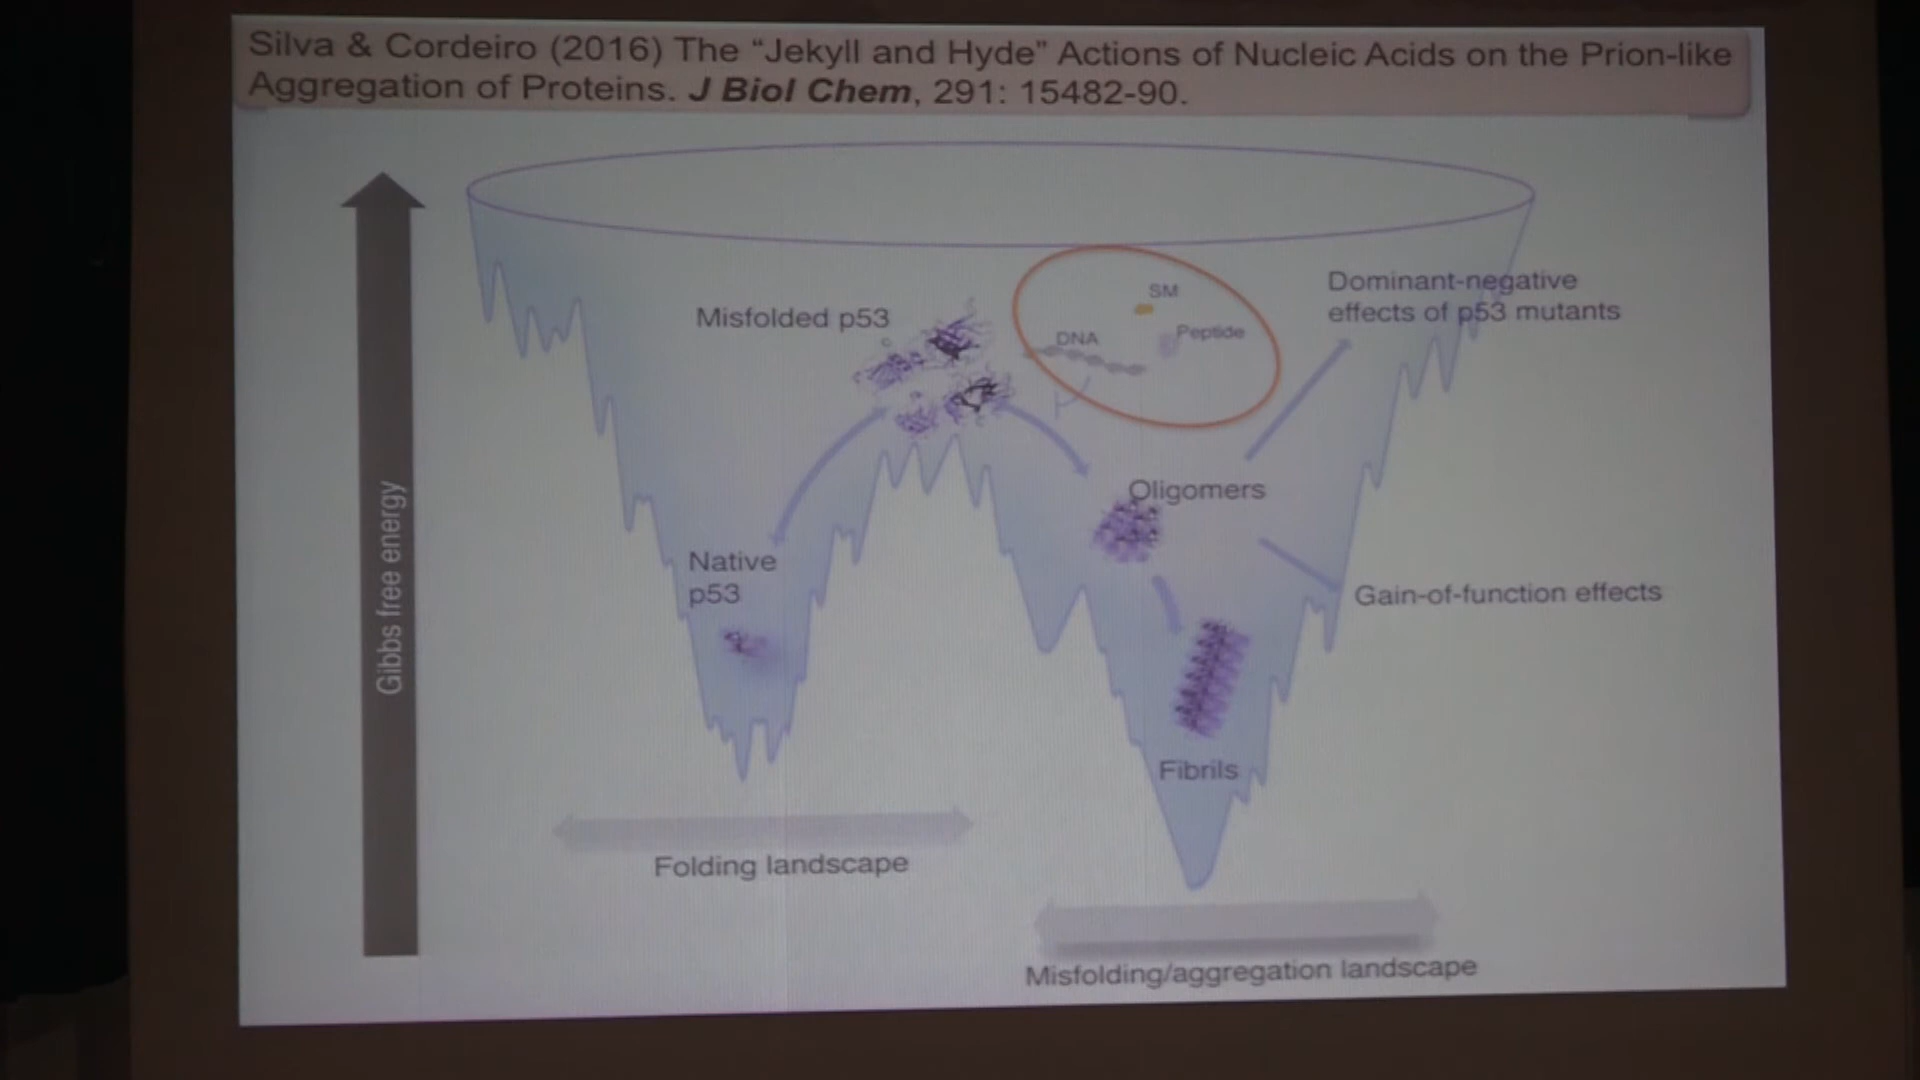 Silva & Cordeiro (2016) The “Jekyll and Hyde” Actions of Nucleic Acids on the Prion-like
Aggregation of Proteins. J Biol Chem, 291: 15482-90.
Gibbs free energy
Misfolded p53
SM
DNA
Peptide
Dominant-negative
effects of p53 mutants
Oligomers
Native
p53
Gain-of-function effects
Fibrils
Folding landscape
Misfolding/aggregation landscape